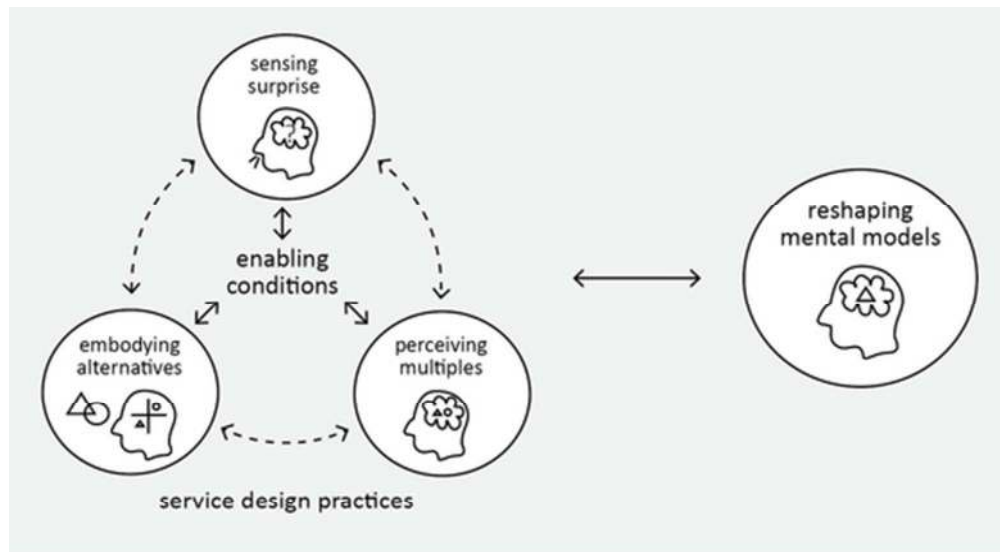 sensing
surprise
?
enabling
conditions
embodying
alternatives
perceiving
multiples
service design practices
reshaping
mental models